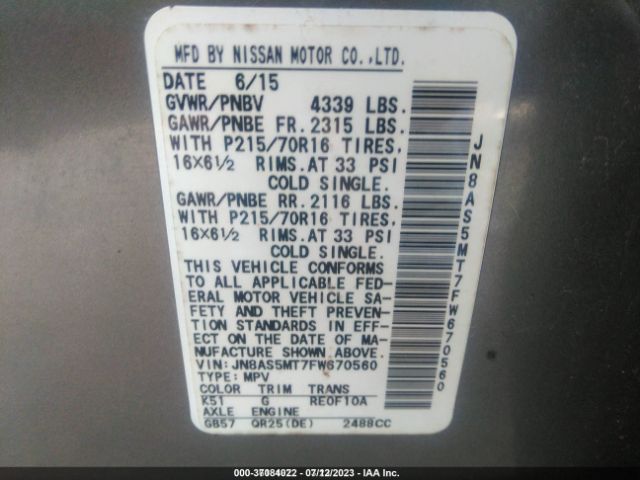 MFD BY NISSAN MOTOR CO.,LTD.
DATE 6/15
GVWR/PNBV 4339 LBS.
GAWR/PNBE FR. 2315 LBS.
WITH P215/70R16 TIRES.
16X6½ RIMS.AT 33 PSI
COLD SINGLE.
GAWR/PNBE RR. 2116 LBS.
WITH P215/70R16 TIRES,
16X6½ RIMS.AT 33 PSI
COLD SINGLE.
THIS VEHICLE CONFORMS
TO ALL APPLICABLE FED-
ERAL MOTOR VEHICLE SA-
FETY AND THEFT PREVEN-
TION STANDARDS IN EFF-
ECT ON THE DATE OF MA-
NUFACTURE SHOWN ABOVE.
VIN: JN8AS5MT7FW670560
TYPE: MPV
COLOR TRIM TRANS
K51 G RE0F10A
AXLE ENGINE
GB57 QR25(DE) 2488CC
JN8AS5MT7FW670560
07/12/2023 - IAA Inc.